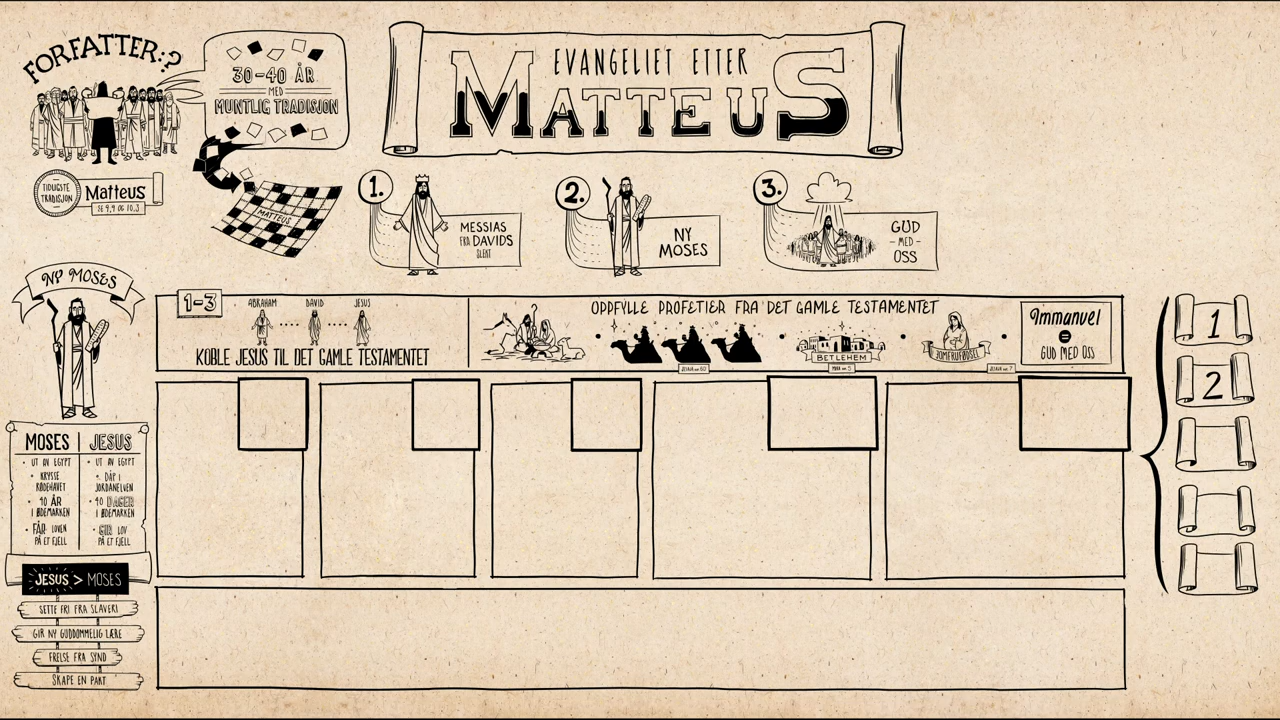 FORFATTER:?
30-40 ÅR
MED
MUNTLIG TRADISJON
TIDLIGSTE
TRADISJON
Matteus
SE 9,9 OG 10,3
MATTEUS
EVANGELIET ETTER
MATTEUS
1.
MESSIAS
FRA DAVIDS
SLEKT
2.
NY
MOSES
3.
GUD
- MED -
OSS
NY MOSES
MOSES
• UT AV EGYPT
• KRYSSE
RØDEHAVET
• 40 ÅR
I ØDEMARKEN
• FÅR LOVEN
PÅ ET FJELL
JESUS
• UT AV EGYPT
• DÅP I
JORDANELVEN
• 40 DAGER
I ØDEMARKEN
• GIR LOV
PÅ ET FJELL
JESUS > MOSES
SETTE FRI FRA SLAVERI
GIR NY GUDDOMMELIG LÆRE
FRELSE FRA SYND
SKAPE EN PAKT
1-3
ABRAHAM
DAVID
JESUS
KOBLE JESUS TIL DET GAMLE TESTAMENTET
OPPFYLLE PROFETIER FRA DET GAMLE TESTAMENTET
BETLEHEM
JOMFRUFØDSEL
Immanuel
=
GUD MED OSS
1
2